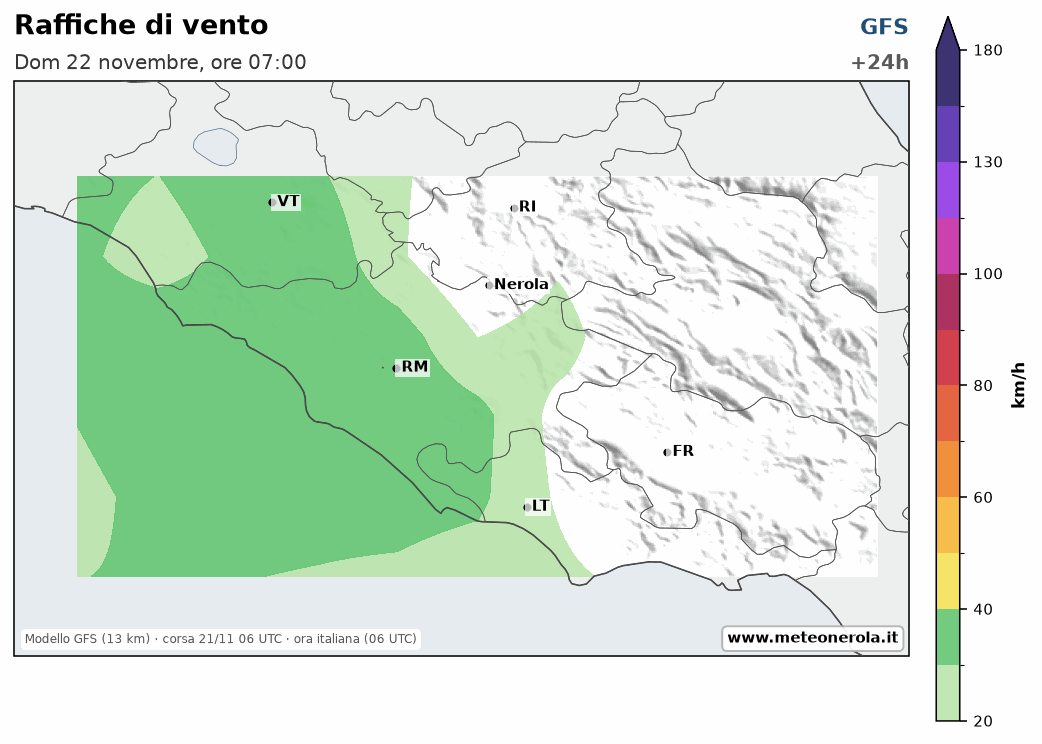 Raffiche di vento
GFS
Dom 22 novembre, ore 07:00
+24h
VT
RI
Nerola
RM
FR
LT
Modello GFS (13 km) · corsa 21/11 06 UTC · ora italiana (06 UTC)
www.meteonerola.it
180
130
100
80
60
40
20
km/h